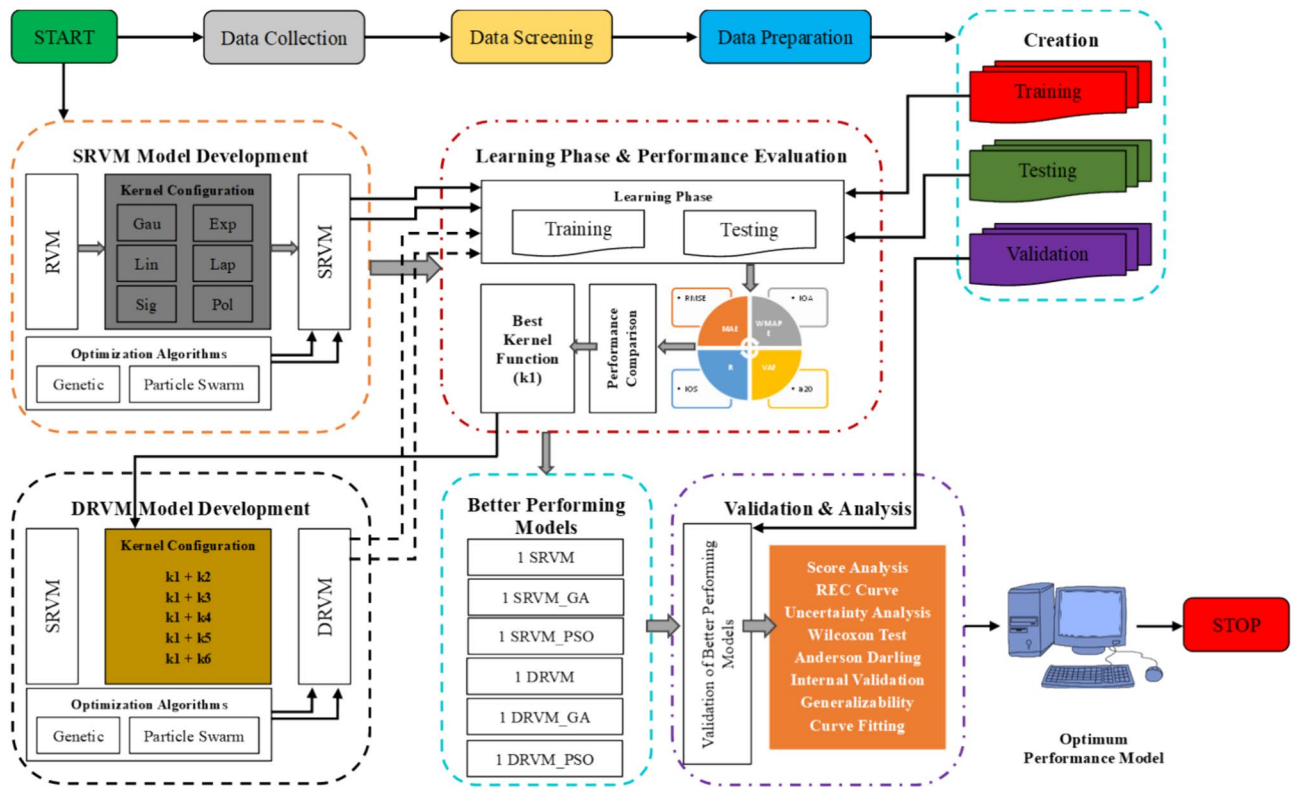 START
Data Collection
Data Screening
Data Preparation
Creation
Training
Testing
Validation
SRVM Model Development
RVM
Kernel Configuration
Gau
Exp
Lin
Lap
Sig
Pol
SRVM
Optimization Algorithms
Genetic
Particle Swarm
Learning Phase & Performance Evaluation
Learning Phase
Training
Testing
• RMSE
• IOA
MAE
WMAP
E
R
VAF
• IOS
• a20
Performance
Comparison
Best
Kernel
Function
(k1)
DRVM Model Development
SRVM
Kernel Configuration
k1 + k2
k1 + k3
k1 + k4
k1 + k5
k1 + k6
DRVM
Optimization Algorithms
Genetic
Particle Swarm
Better Performing
Models
1 SRVM
1 SRVM_GA
1 SRVM_PSO
1 DRVM
1 DRVM_GA
1 DRVM_PSO
Validation & Analysis
Validation of Better Performing
Models
Score Analysis
REC Curve
Uncertainty Analysis
Wilcoxon Test
Anderson Darling
Internal Validation
Generalizability
Curve Fitting
Optimum
Performance Model
STOP